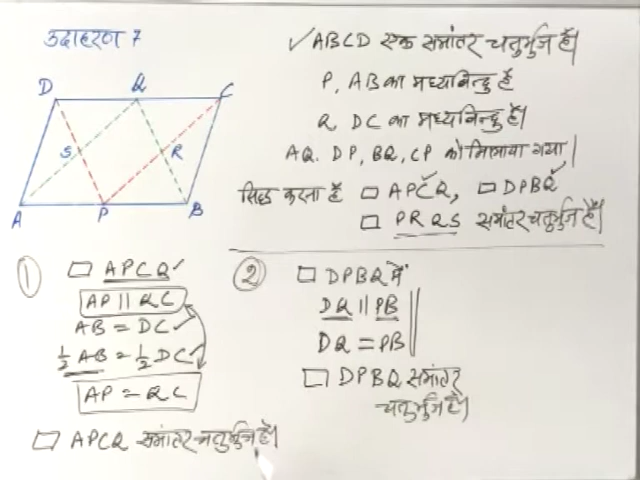 उदाहरण 7
✓ABCD एक समांतर चतुर्भुज है।
P, AB का मध्यबिन्दु है
Q, DC का मध्यबिन्दु है।
AQ. DP, BQ, CP को मिलाया गया।
सिद्ध करना है □ APCQ, □ DPBQ
□ PRQS समांतर चतुर्भुज है।
D Q C
S R
A P B
① □ APCQ ✓
AP || QC
AB = DC ✓
½ AB = ½ DC ✓
AP = QC
□ APCQ समांतर चतुर्भुज है।
② □ DPBQ में
DQ || PB
DQ = PB
□ DPBQ समांतर
चतुर्भुज है।